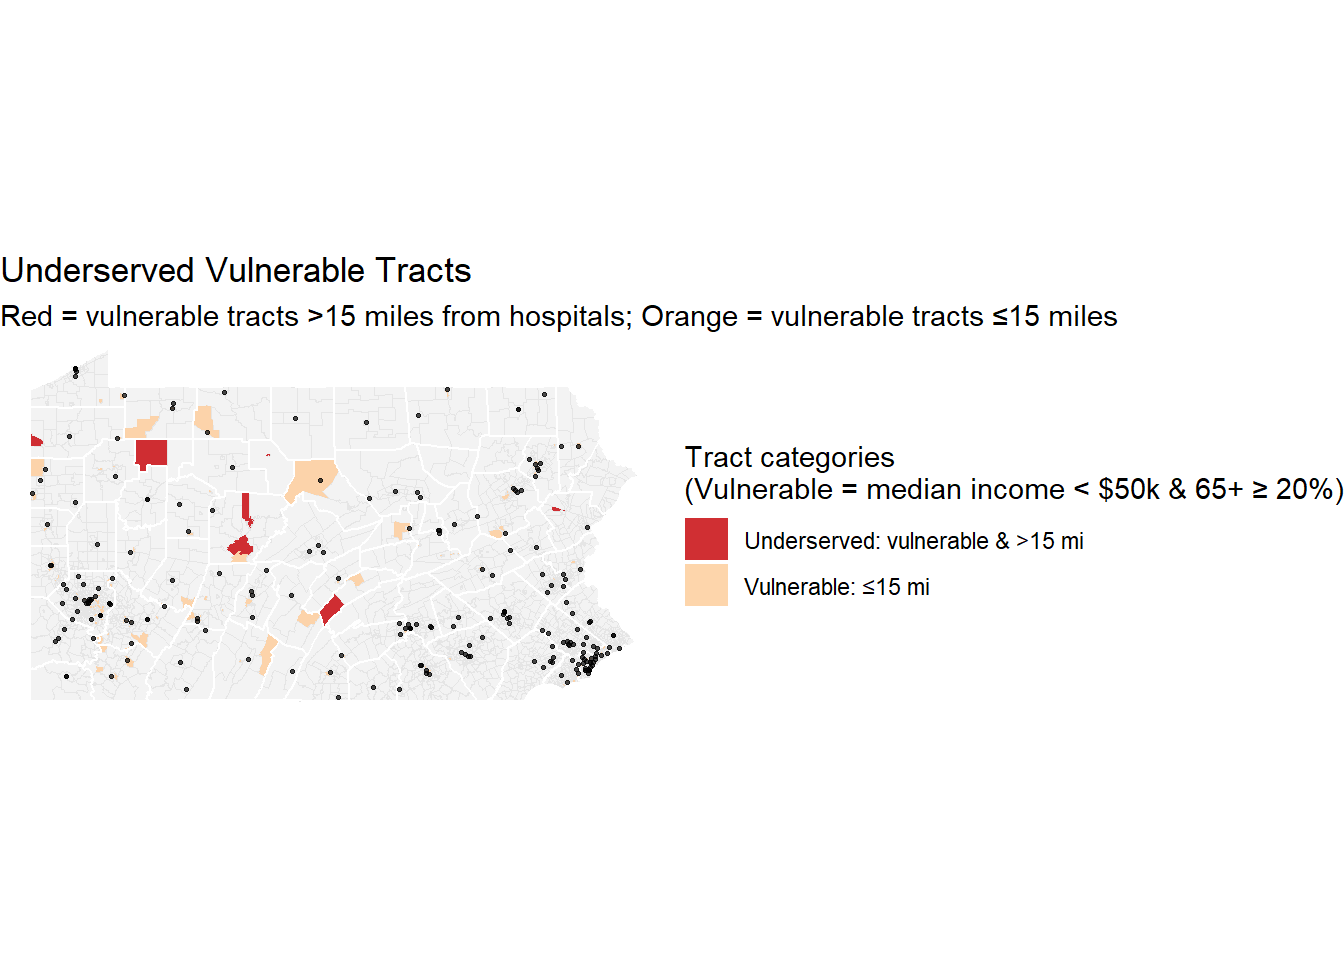 Underserved Vulnerable Tracts
Red = vulnerable tracts >15 miles from hospitals; Orange = vulnerable tracts ≤15 miles
Tract categories
(Vulnerable = median income < $50k & 65+ ≥ 20%)
Underserved: vulnerable & >15 mi
Vulnerable: ≤15 mi